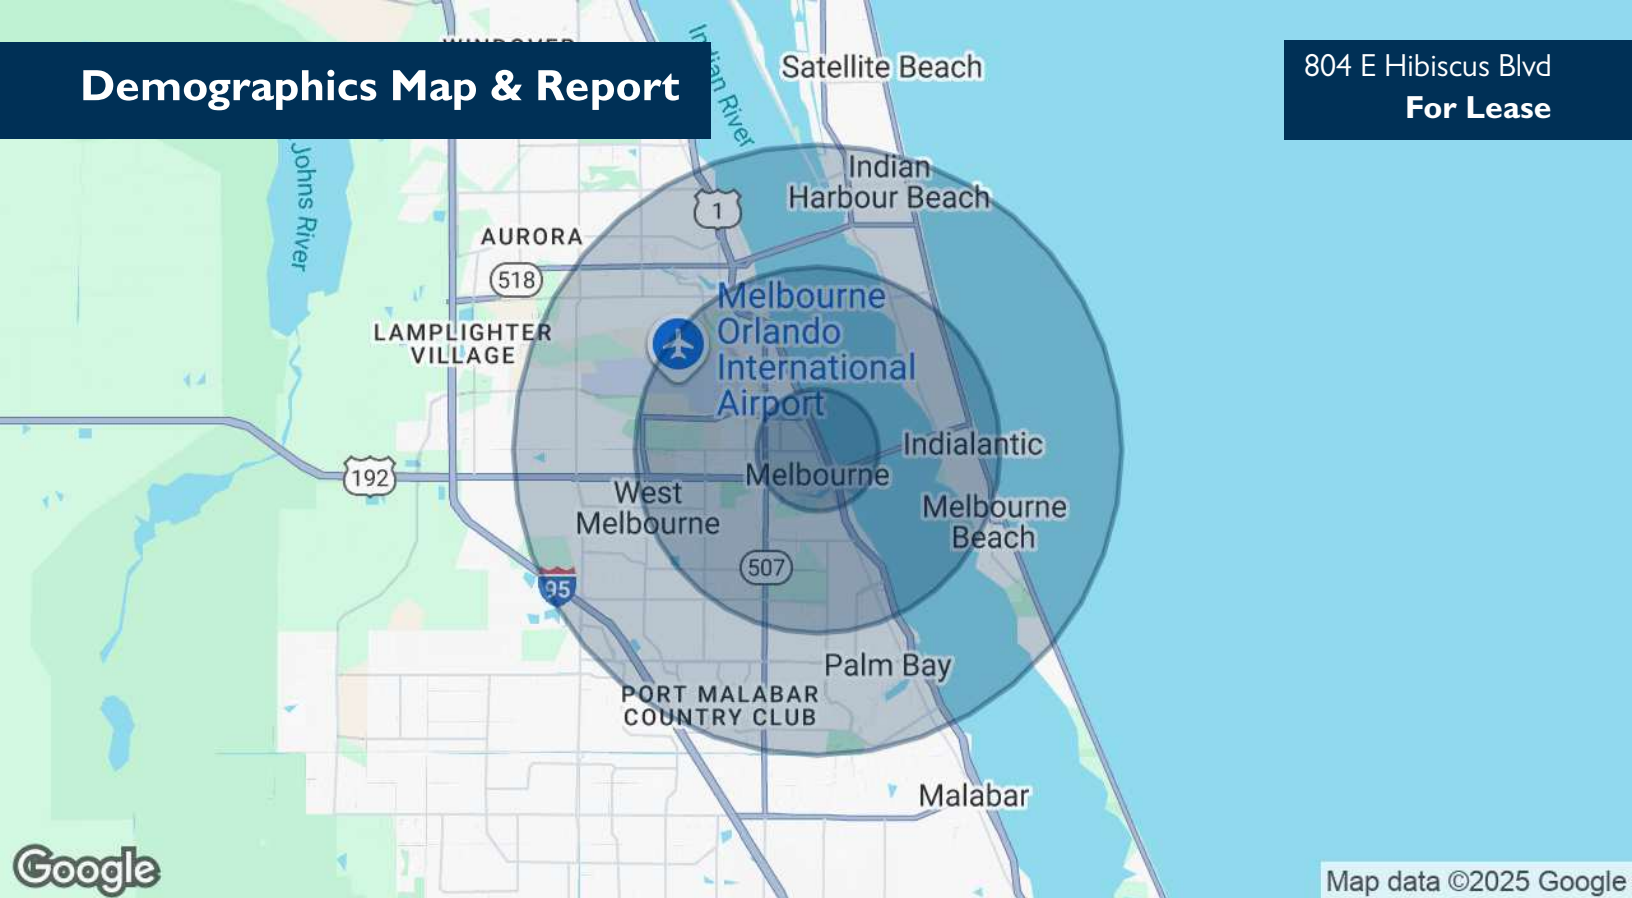 WINDOVER
Demographics Map & Report
804 E Hibiscus Blvd
For Lease
Indian River
Satellite Beach
Johns River
Indian
Harbour Beach
1
AURORA
518
LAMPLIGHTER
VILLAGE
Melbourne
Orlando
International
Airport
Indialantic
192
Melbourne
West
Melbourne
Melbourne
Beach
507
95
Palm Bay
PORT MALABAR
COUNTRY CLUB
Malabar
Google
Map data ©2025 Google